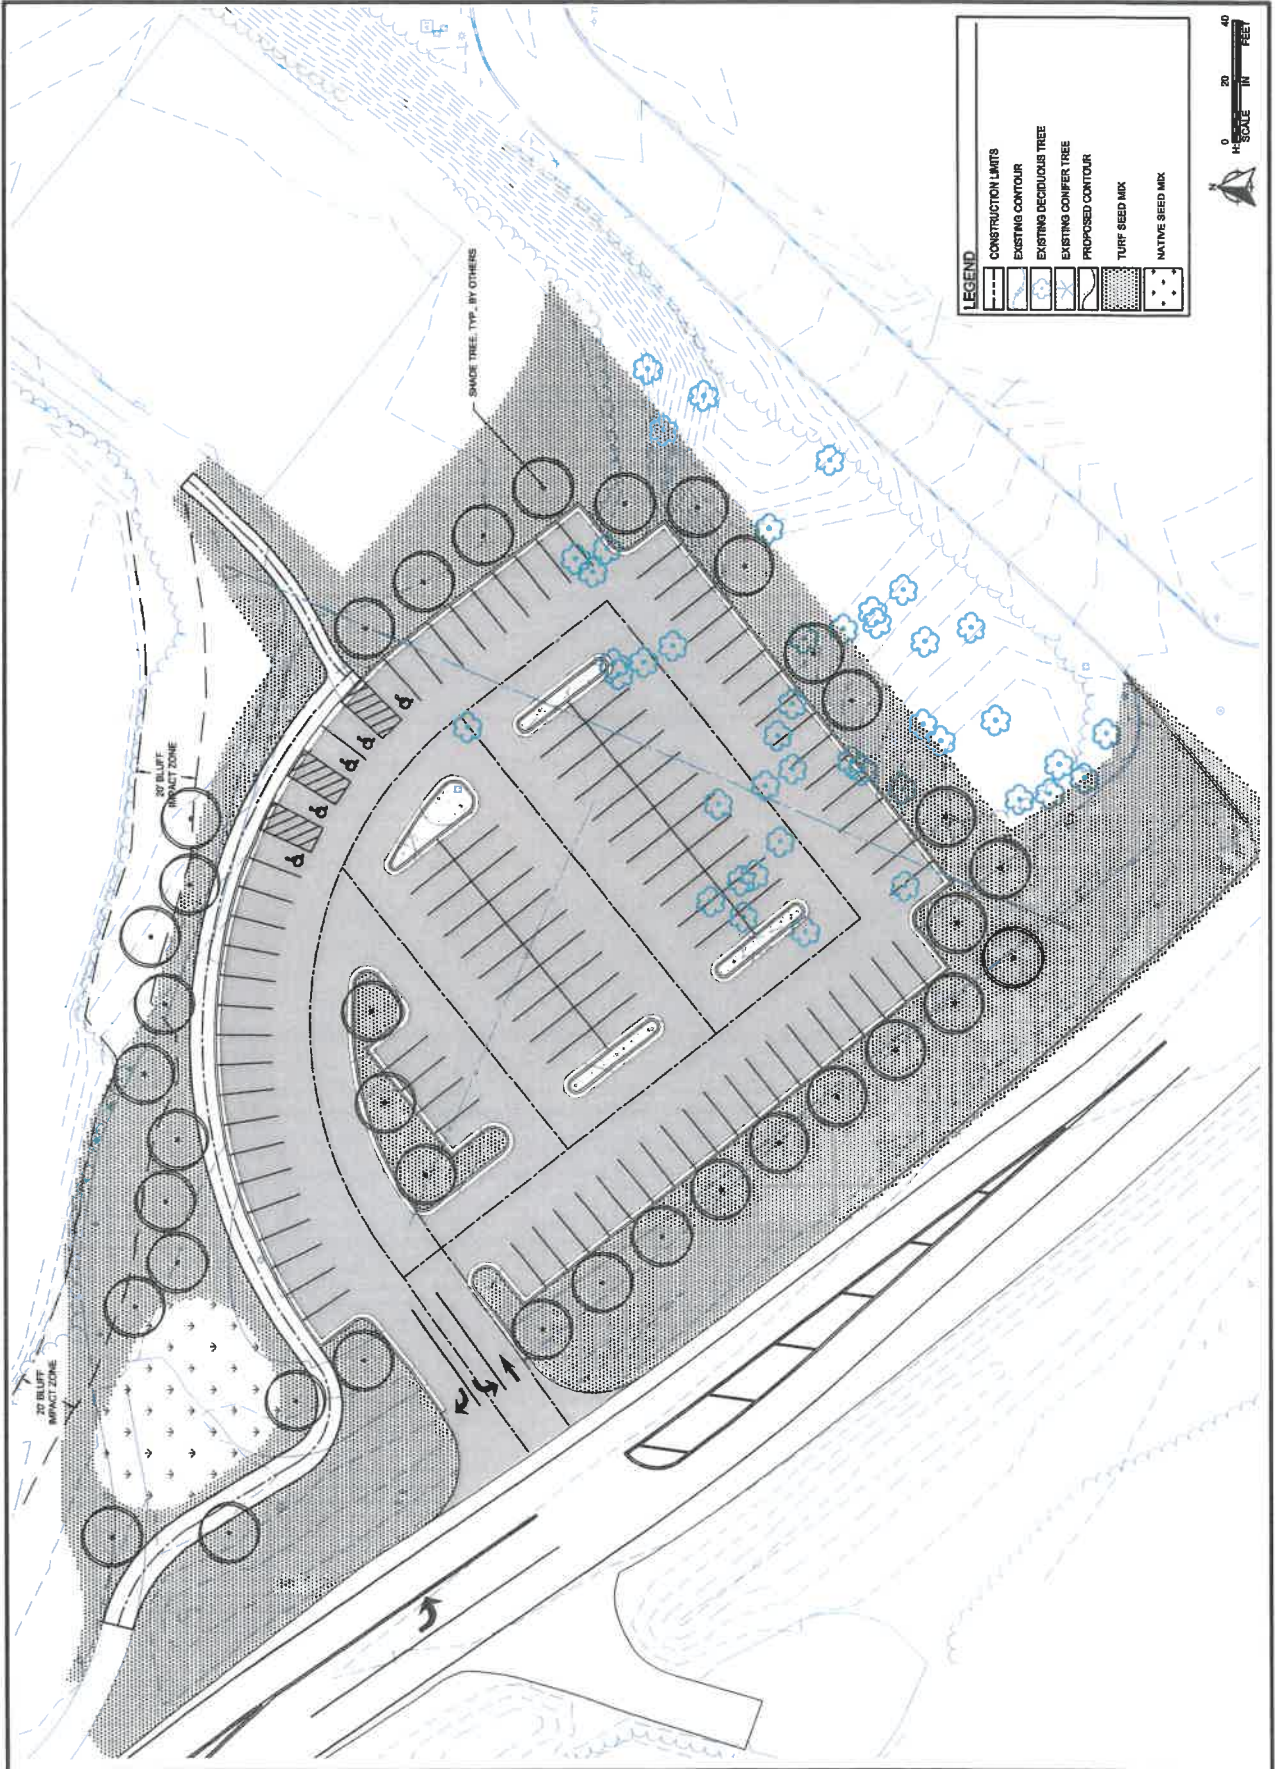 SHADE TREE, TYP., BY OTHERS
20' BLUFF
IMPACT ZONE
20' BLUFF
IMPACT ZONE
LEGEND
CONSTRUCTION LIMITS
EXISTING CONTOUR
EXISTING DECIDUOUS TREE
EXISTING CONIFER TREE
PROPOSED CONTOUR
TURF SEED MIX
NATIVE SEED MIX
N
0 20 40
SCALE IN FEET